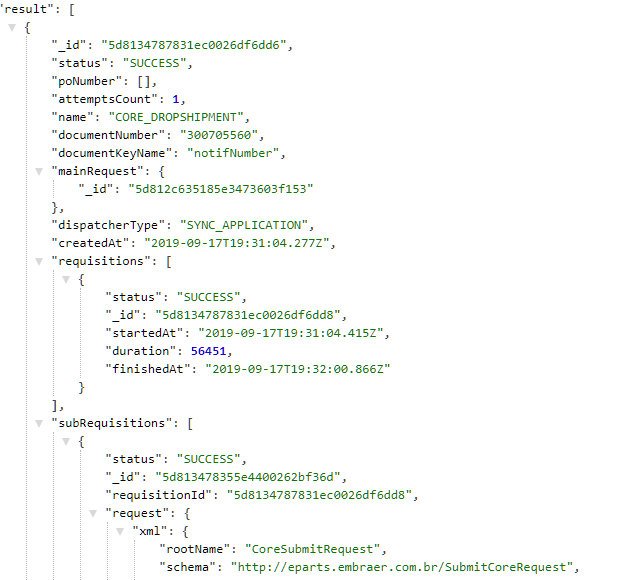 "result": [
{
"_id": "5d8134787831ec0026df6dd6",
"status": "SUCCESS",
"poNumber": [],
"attemptsCount": 1,
"name": "CORE_DROPSHIPMENT",
"documentNumber": "300705560",
"documentKeyName": "notifNumber",
"mainRequest": {
"_id": "5d812c635185e3473603f153"
},
"dispatcherType": "SYNC_APPLICATION",
"createdAt": "2019-09-17T19:31:04.277Z",
"requisitions": [
{
"status": "SUCCESS",
"_id": "5d8134787831ec0026df6dd8",
"startedAt": "2019-09-17T19:31:04.415Z",
"duration": 56451,
"finishedAt": "2019-09-17T19:32:00.866Z"
}
],
"subRequisitions": [
{
"status": "SUCCESS",
"_id": "5d813478355e4400262bf36d",
"requisitionId": "5d8134787831ec0026df6dd8",
"request": {
"xml": {
"rootName": "CoreSubmitRequest",
"schema": "http://eparts.embraer.com.br/SubmitCoreRequest",